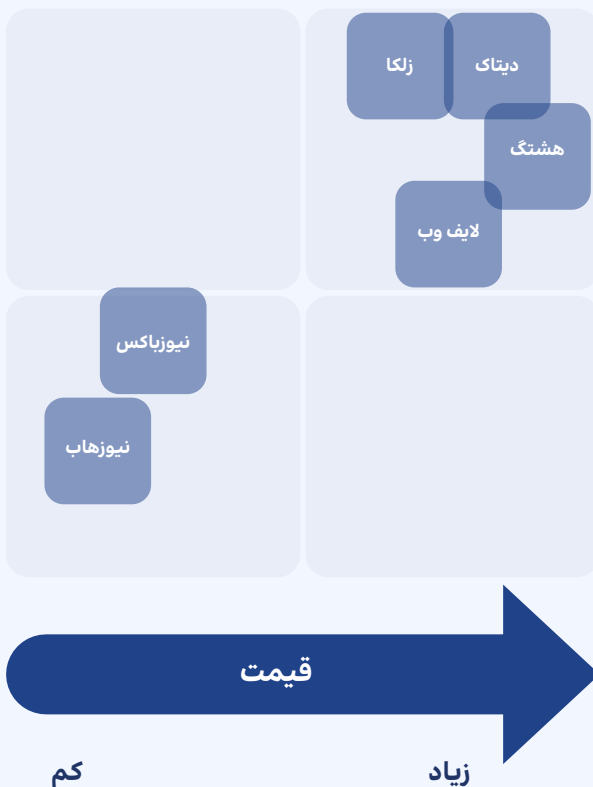 دیتاک
زلکا
هشتگ
لایف وب
نیوزباکس
نیوزهاب
قیمت
زیاد
کم